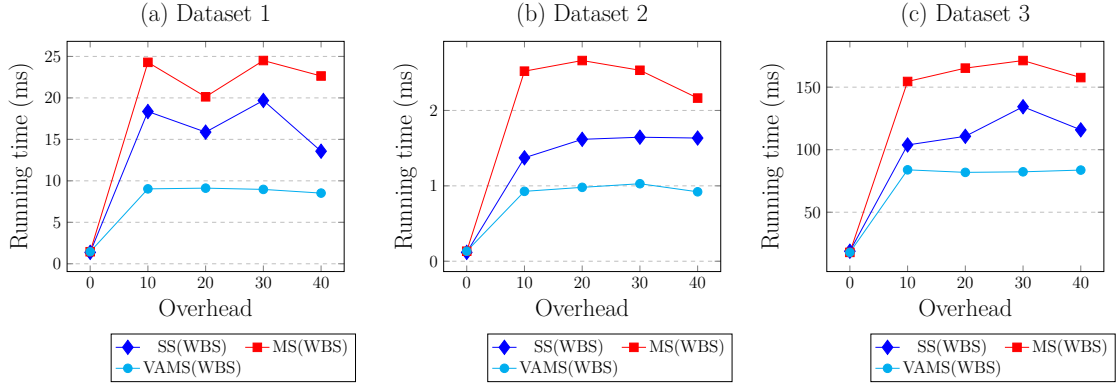 (a) Dataset 1
25
20
15
10
5
0
0 10 20 30 40
Running time (ms)
Overhead
SS(WBS) MS(WBS)
VAMS(WBS)
(b) Dataset 2
2
1
0
0 10 20 30 40
Running time (ms)
Overhead
SS(WBS) MS(WBS)
VAMS(WBS)
(c) Dataset 3
150
100
50
0 10 20 30 40
Running time (ms)
Overhead
SS(WBS) MS(WBS)
VAMS(WBS)